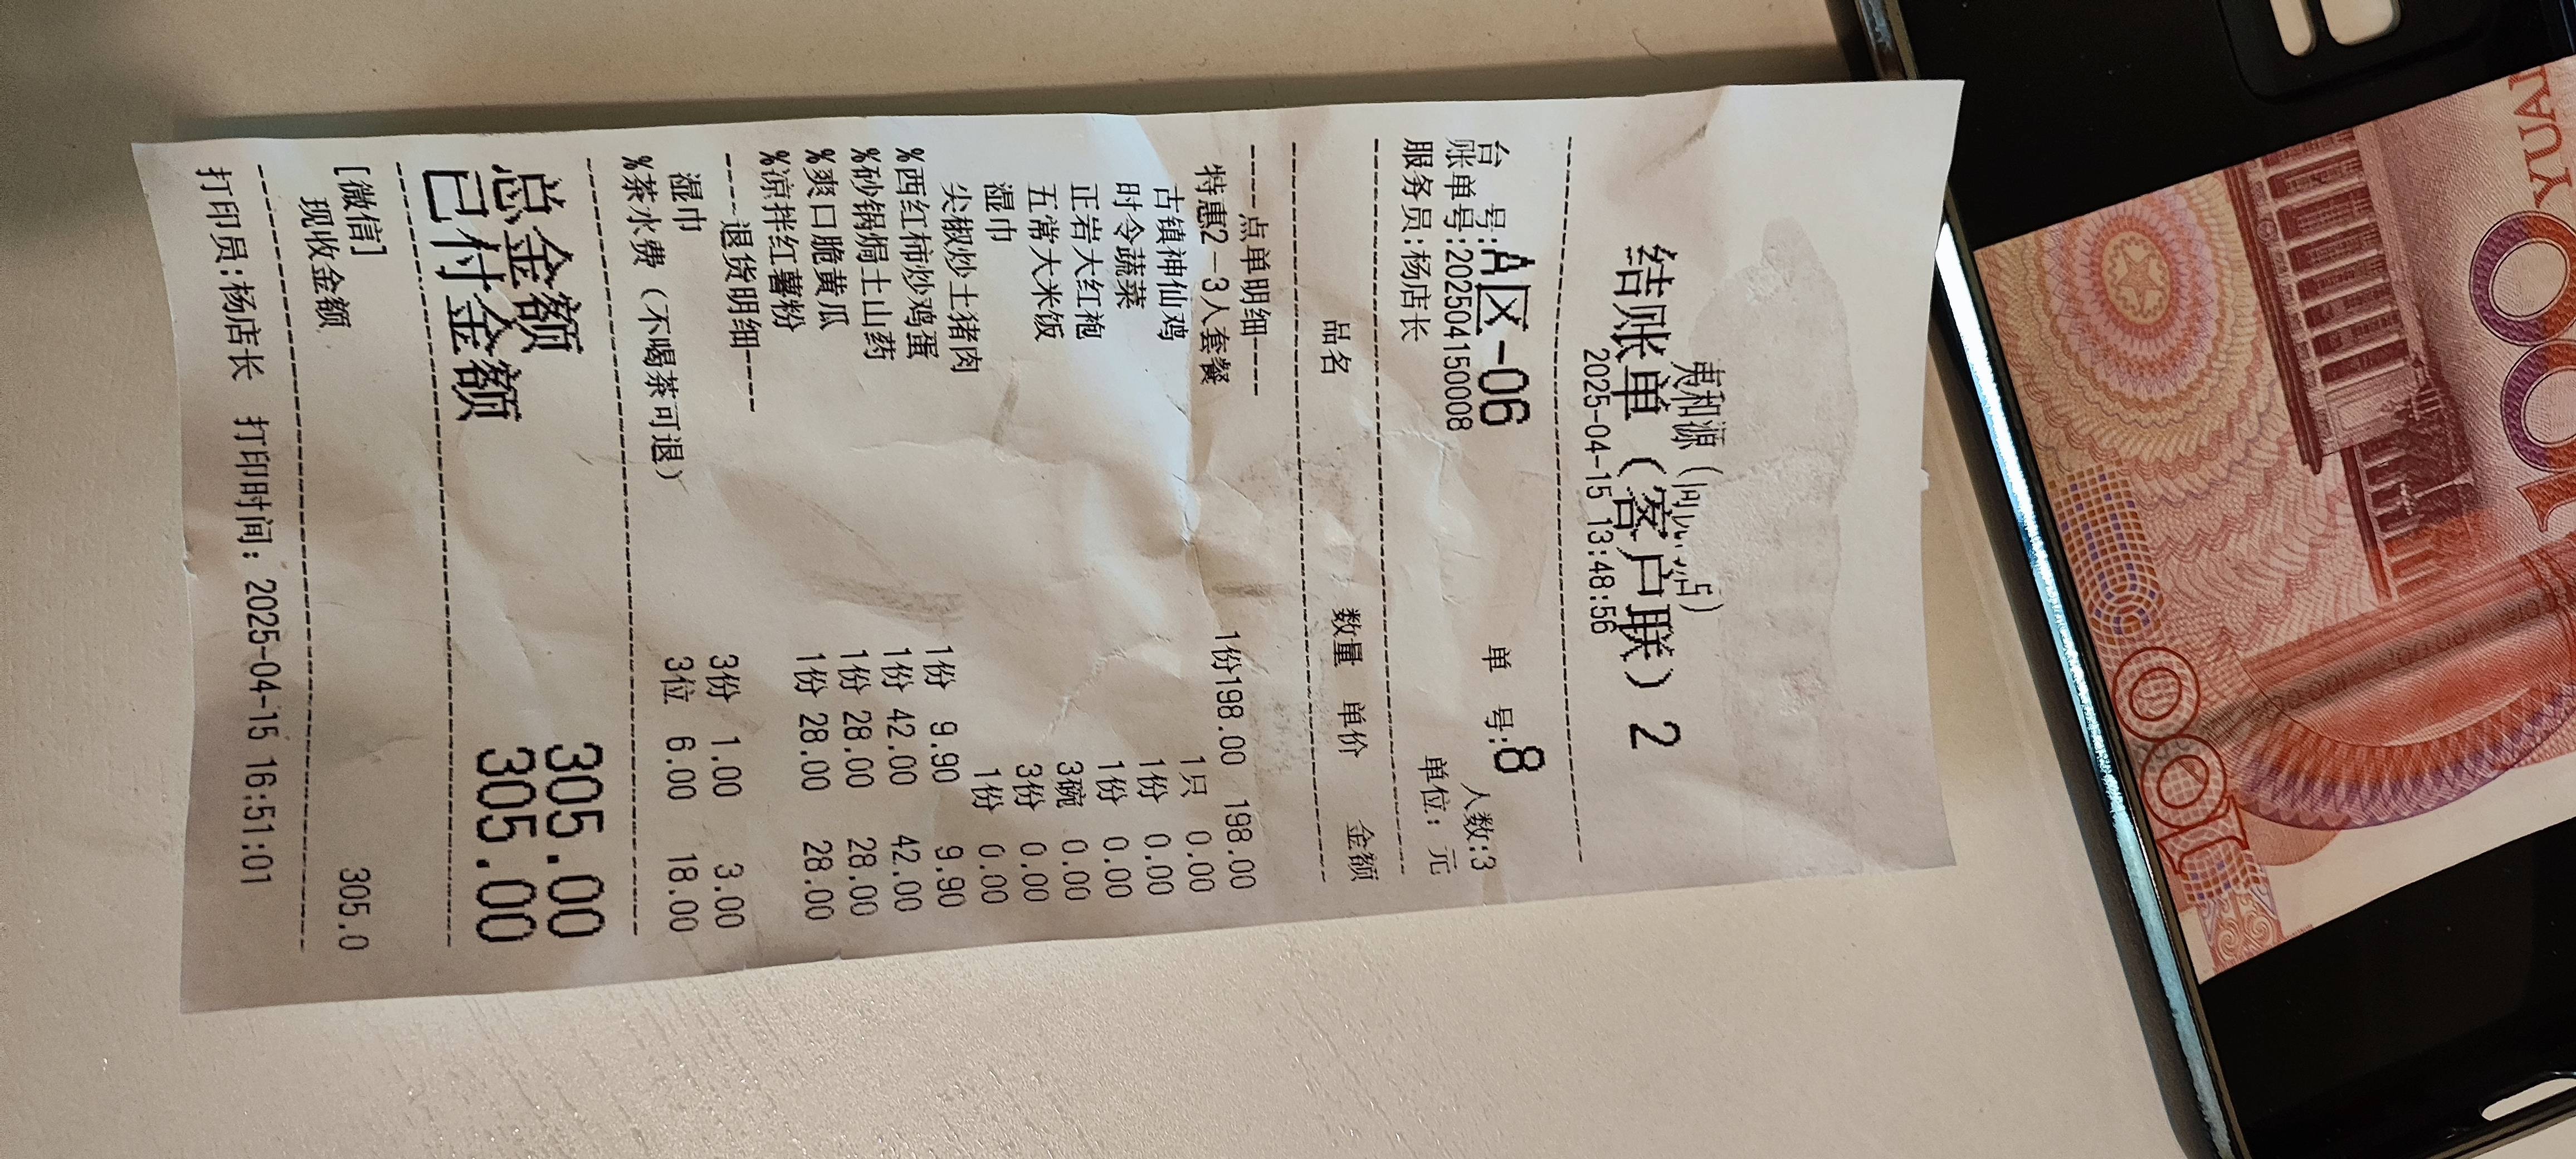 夷和源（ 店）
结账单（客户联）2
2025-04-15 13:48:56
台 号:A区-06 单 号:8
账单号:202504150008 人数:3
服务员:杨店长 单位: 元
品名 数量 单价 金额
----点单明细----
特惠2-3人套餐 1份198.00 198.00
古镇神仙鸡 1只 0.00
时令蔬菜 1份 0.00
正岩大红袍 1份 0.00
五常大米饭 3碗 0.00
湿巾 3份 0.00
尖椒炒土猪肉 1份 0.00
%西红柿炒鸡蛋 1份 9.90 9.90
%砂锅焗土山药 1份 42.00 42.00
%爽口脆黄瓜 1份 28.00 28.00
%凉拌红薯粉 1份 28.00 28.00
----退货明细----
湿巾 3份 1.00 3.00
%茶水费（不喝茶可退） 3位 6.00 18.00
总金额 305.00
已付金额 305.00
[微信]
现收金额 305.0
打印员:杨店长 打印时间: 2025-04-15 16:51:01
YUAN
100
100